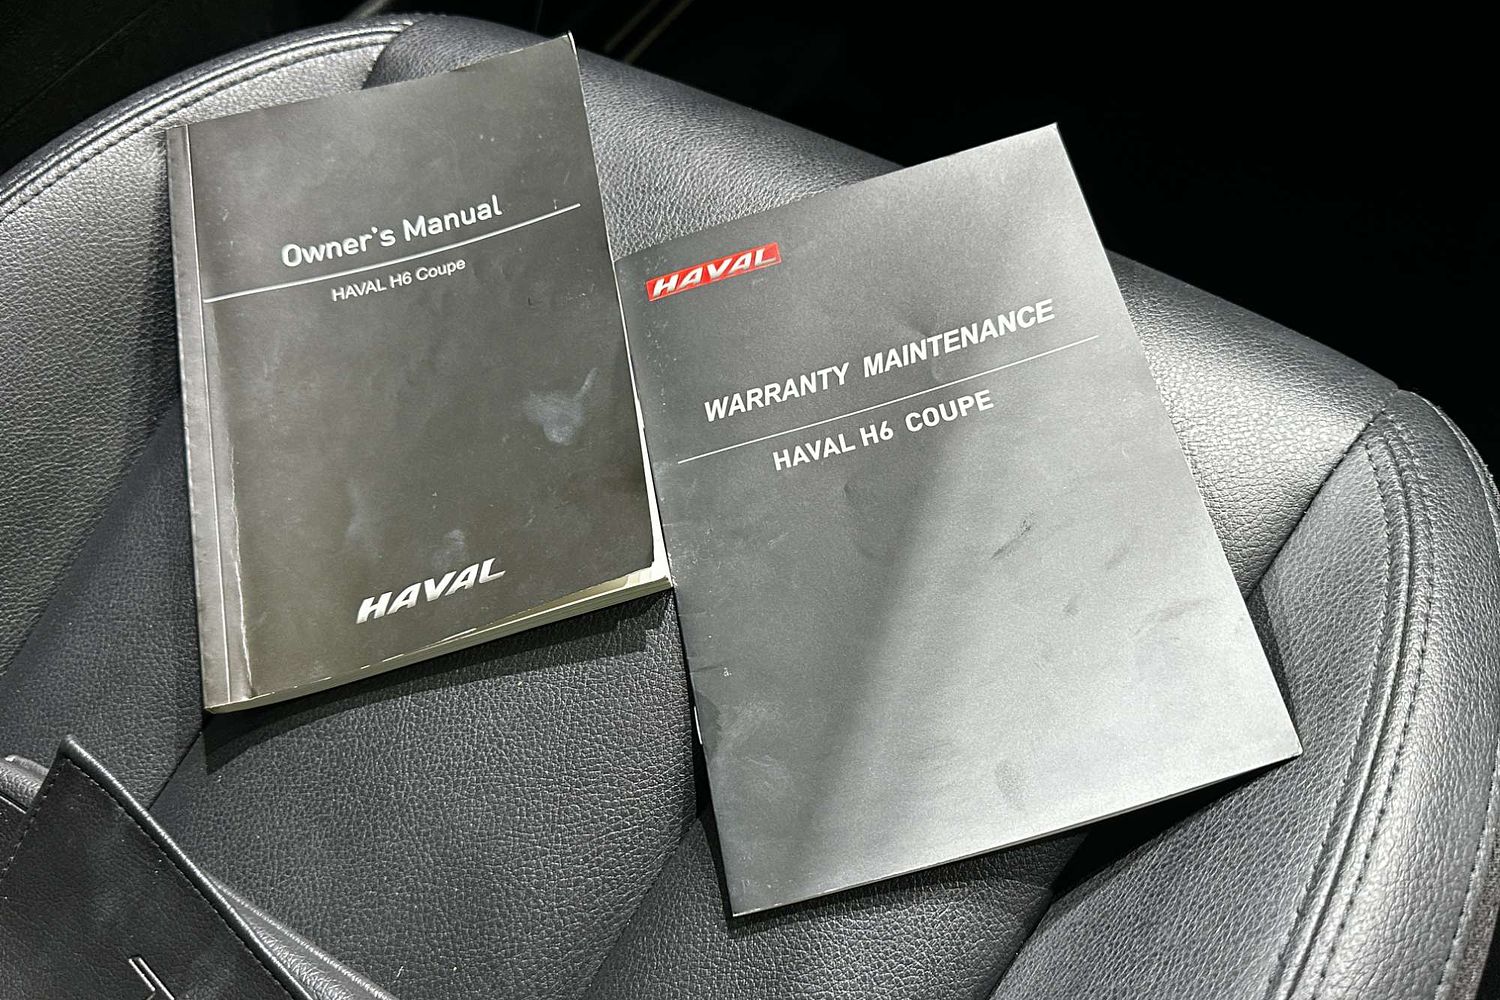 Owner's Manual
HAVAL H6 Coupe
HAVAL
HAVAL
WARRANTY MAINTENANCE
HAVAL H6 COUPE